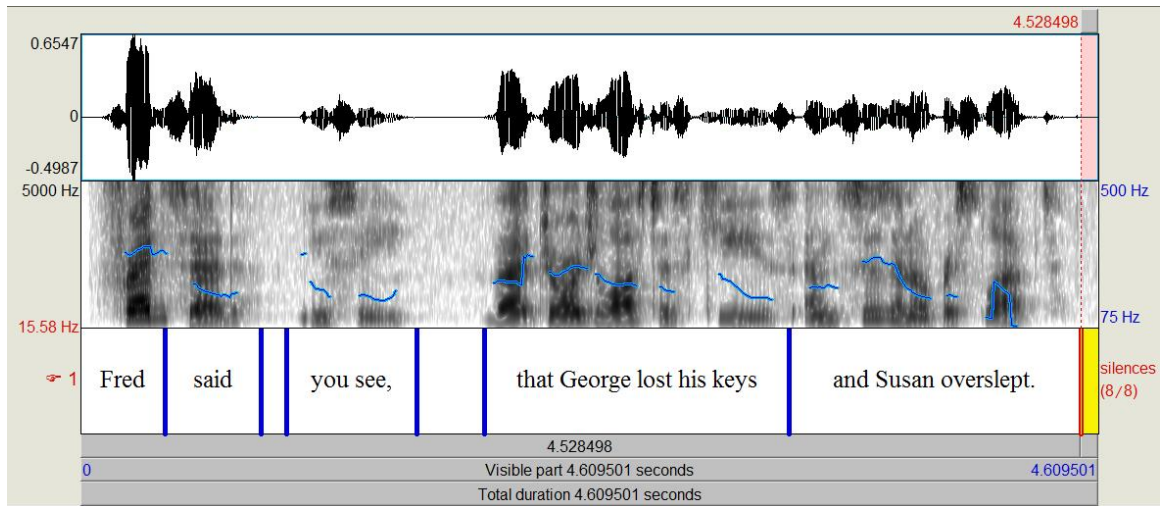 4.528498
0.6547
0
-0.4987
5000 Hz 500 Hz
15.58 Hz 75 Hz
☞ 1 Fred said you see, that George lost his keys and Susan overslept. silences
(8/8)
4.528498
0 Visible part 4.609501 seconds 4.609501
Total duration 4.609501 seconds